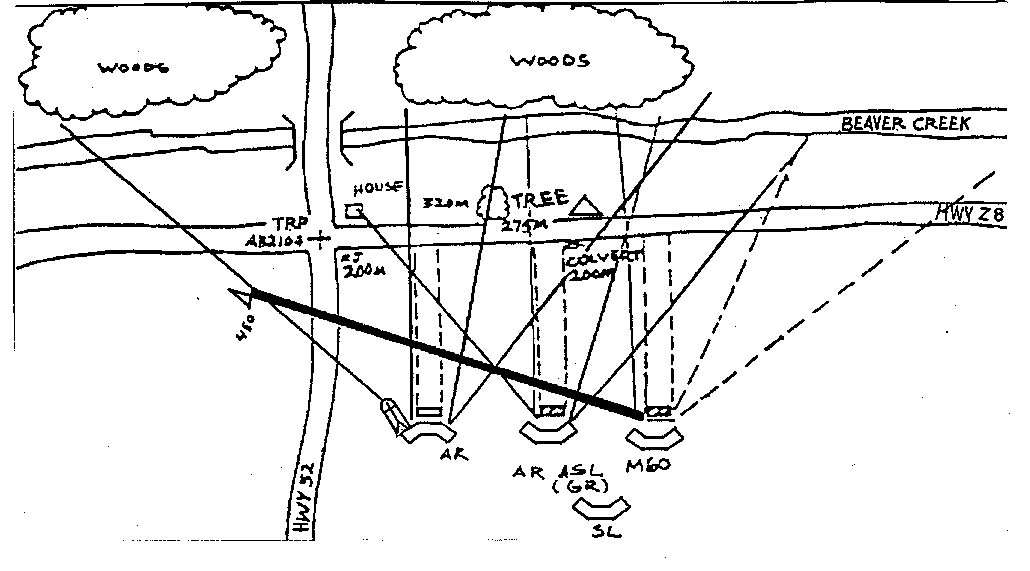 WOODS
WOODS
BEAVER CREEK
HOUSE
320M
TREE
TRP
AB2104
275M
HWY 28
RJ
200M
CULVERT
200M
450
HWY 52
AR
AR ASL
(GR)
M60
SL